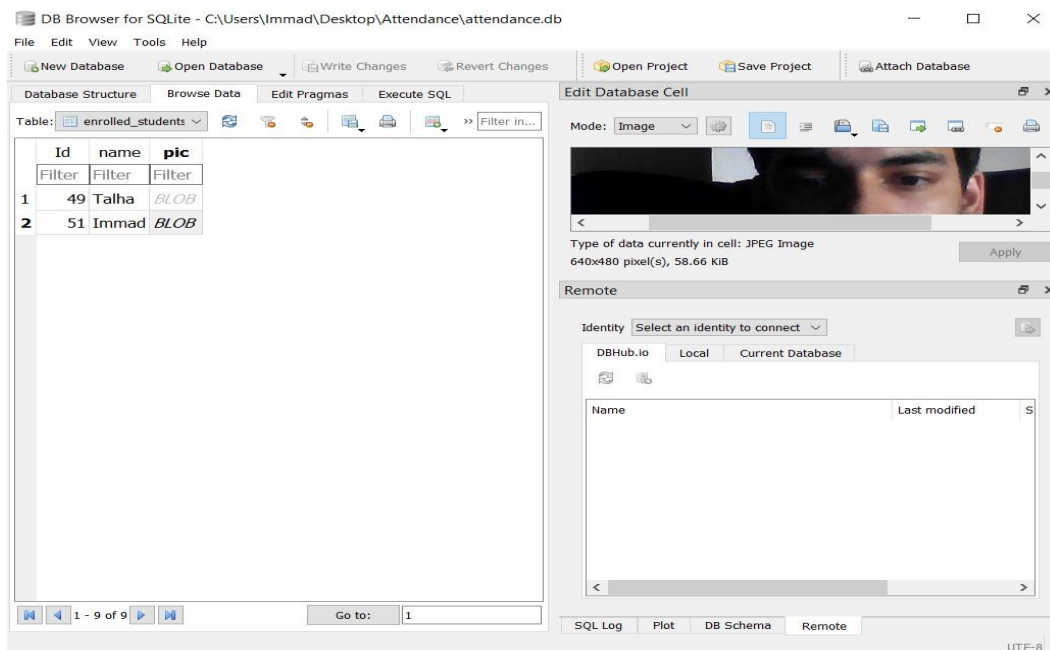 DB Browser for SQLite - C:\Users\Immad\Desktop\Attendance\attendance.db
File Edit View Tools Help
New Database Open Database Write Changes Revert Changes Open Project Save Project Attach Database
Database Structure Browse Data Edit Pragmas Execute SQL
Table: enrolled_students >> Filter in...
Id name pic
Filter Filter Filter
1 49 Talha BLOB
2 51 Immad BLOB
1 - 9 of 9 Go to: 1
Edit Database Cell
Mode: Image
Type of data currently in cell: JPEG Image
640x480 pixel(s), 58.66 KiB
Apply
Remote
Identity Select an identity to connect
DBHub.io Local Current Database
Name Last modified S
SQL Log Plot DB Schema Remote
UTF-8